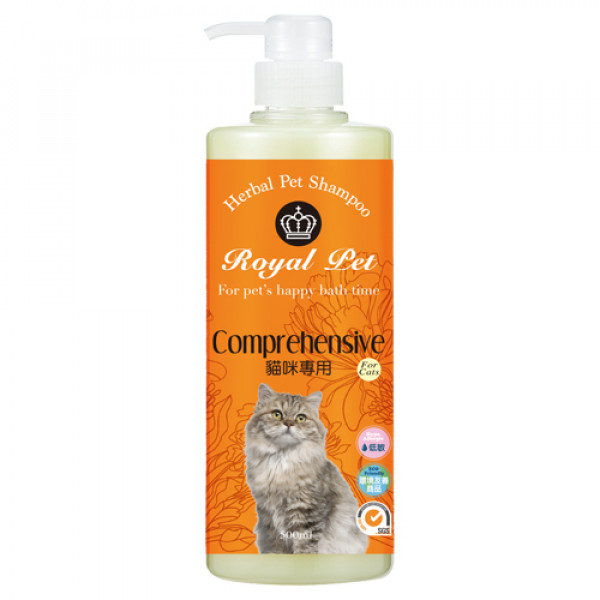 Herbal Pet Shampoo
Royal Pet
For pet's happy bath time
Comprehensive
貓咪專用
For
Cats
低敏
環境友善
商品
SGS
500ml